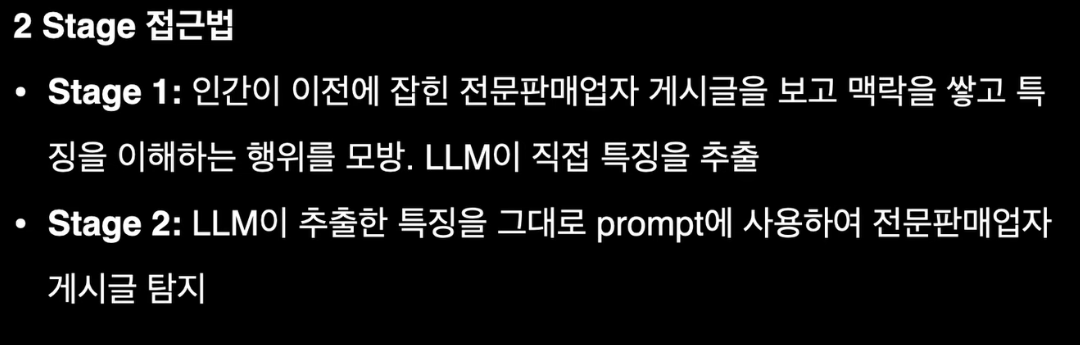 2 Stage 접근법
• Stage 1: 인간이 이전에 잡힌 전문판매업자 게시글을 보고 맥락을 쌓고 특
징을 이해하는 행위를 모방. LLM이 직접 특징을 추출
• Stage 2: LLM이 추출한 특징을 그대로 prompt에 사용하여 전문판매업자
게시글 탐지